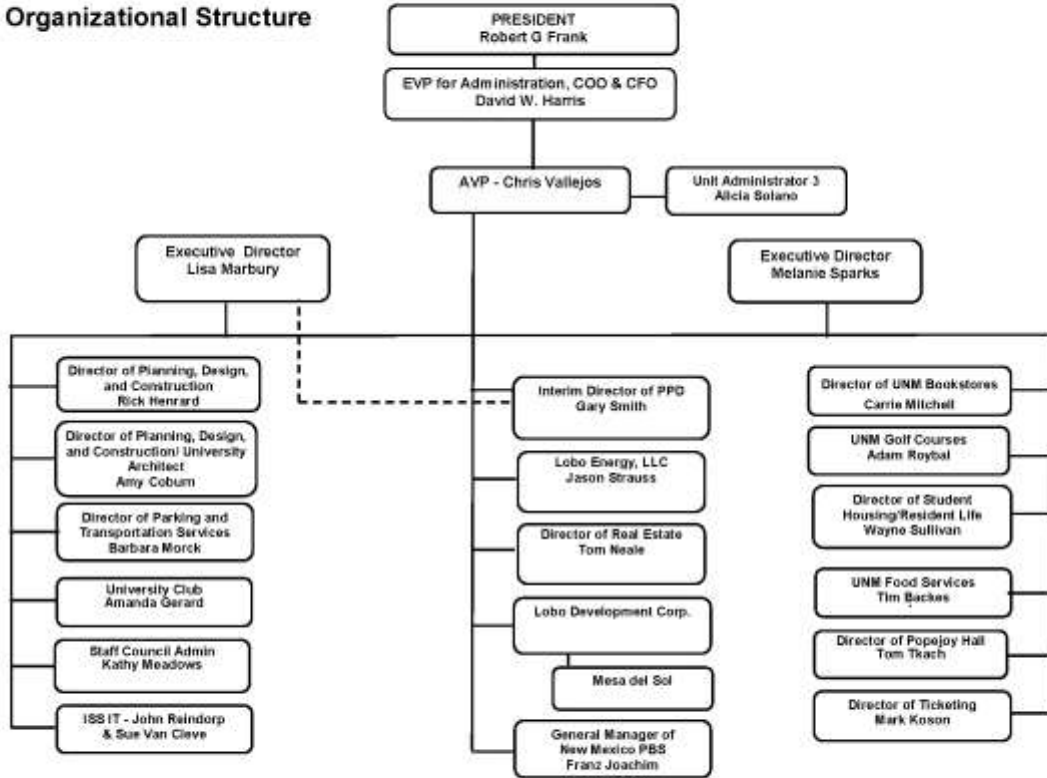 Organizational Structure
PRESIDENT
Robert G Frank
EVP for Administration, COO & CFO
David W. Harris
AVP - Chris Vallejos
Unit Administrator 3
Alicia Solano
Executive Director
Lisa Marbury
Executive Director
Melanie Sparks
Director of Planning, Design,
and Construction
Rick Henrard
Director of Planning, Design,
and Construction/ University
Architect
Amy Coburn
Director of Parking and
Transportation Services
Barbara Morck
University Club
Amanda Gerard
Staff Council Admin
Kathy Meadows
ISS IT - John Reindorp
& Sue Van Cleve
Interim Director of PPD
Gary Smith
Lobo Energy, LLC
Jason Strauss
Director of Real Estate
Tom Neale
Lobo Development Corp.
Mesa del Sol
General Manager of
New Mexico PBS
Franz Joachim
Director of UNM Bookstores
Carrie Mitchell
UNM Golf Courses
Adam Roybal
Director of Student
Housing/Resident Life
Wayne Sullivan
UNM Food Services
Tim Backes
Director of Popejoy Hall
Tom Tkach
Director of Ticketing
Mark Koson